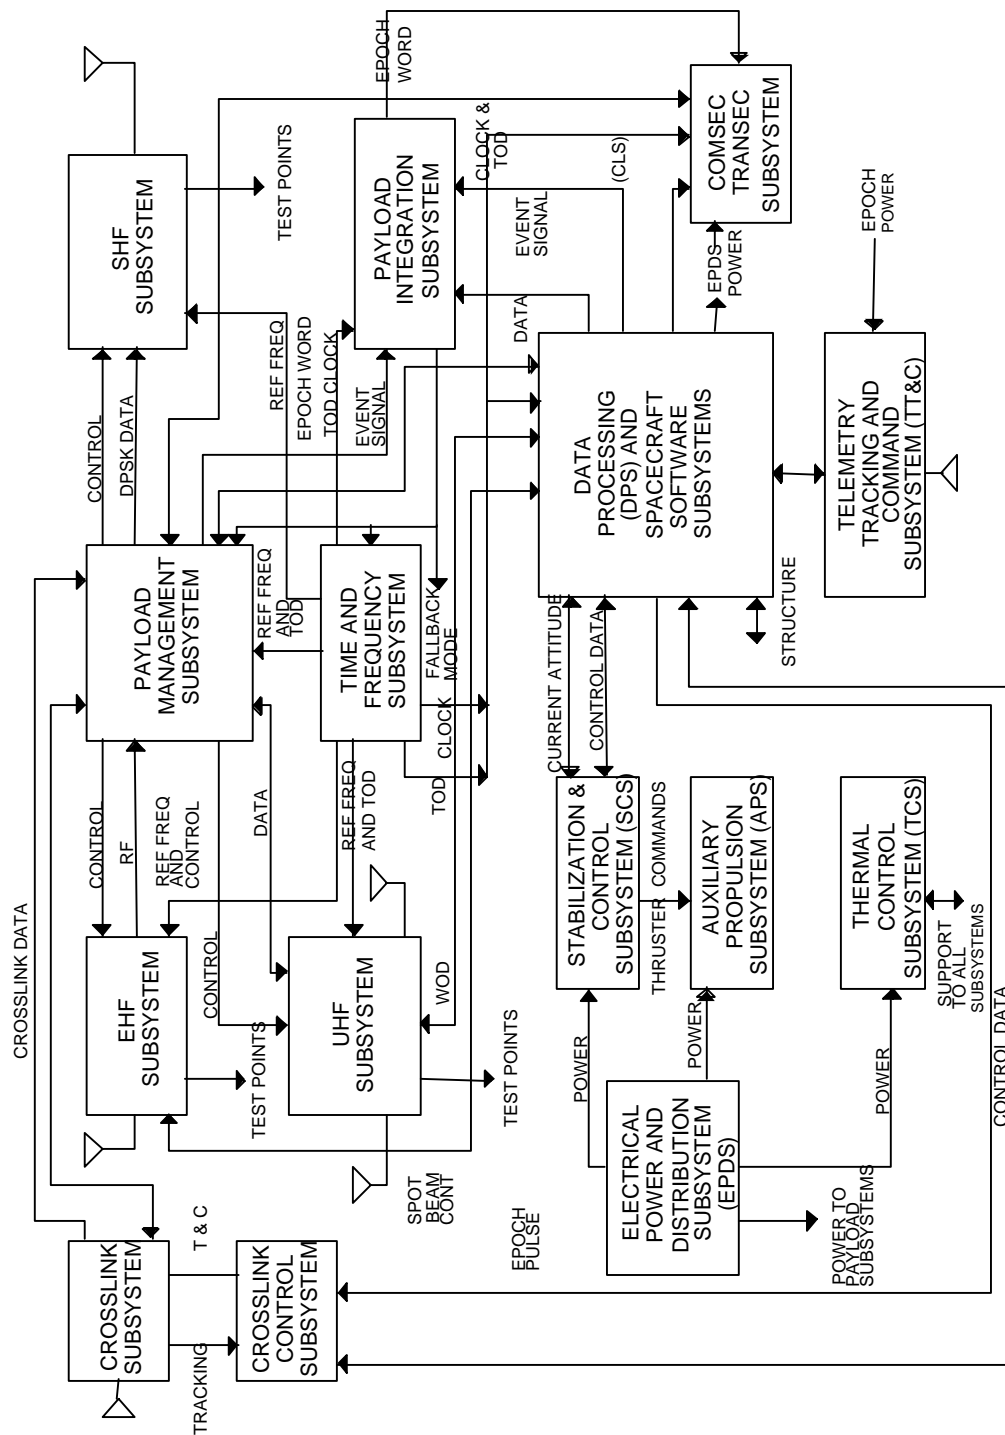 CROSSLINK DATA
CROSSLINK
SUBSYSTEM
T & C
TRACKING
CROSSLINK
CONTROL
SUBSYSTEM
EHF
SUBSYSTEM
TEST POINTS
CONTROL
RF
REF FREQ
AND
CONTROL
CONTROL
DATA
PAYLOAD
MANAGEMENT
SUBSYSTEM
CONTROL
DPSK DATA
SHF
SUBSYSTEM
TEST POINTS
UHF
SUBSYSTEM
SPOT
BEAM
CONT
WOD
TEST POINTS
REF FREQ
AND TOD
REF FREQ
AND
TOD
TIME AND
FREQUENCY
SUBSYSTEM
REF FREQ
EPOCH WORD
TOD CLOCK
EVENT
SIGNAL
PAYLOAD
INTEGRATION
SUBSYSTEM
EPOCH
WORD
FALLBACK
MODE
CLOCK
TOD
CLOCK &
TOD
EPOCH
PULSE
DATA
EVENT
SIGNAL
(CLS)
CURRENT ATTITUDE
CONTROL DATA
DATA
PROCESSING
(DPS) AND
SPACECRAFT
SOFTWARE
SUBSYSTEMS
EPDS
POWER
COMSEC
TRANSEC
SUBSYSTEM
ELECTRICAL
POWER AND
DISTRIBUTION
SUBSYSTEM
(EPDS)
POWER
POWER
POWER
POWER TO
PAYLOAD
SUBSYSTEMS
STABILIZATION &
CONTROL
SUBSYSTEM (SCS)
THRUSTER COMMANDS
AUXILIARY
PROPULSION
SUBSYSTEM (APS)
THERMAL
CONTROL
SUBSYSTEM (TCS)
SUPPORT
TO ALL
SUBSYSTEMS
STRUCTURE
TELEMETRY
TRACKING AND
COMMAND
SUBSYSTEM (TT&C)
EPOCH
POWER
CONTROL DATA